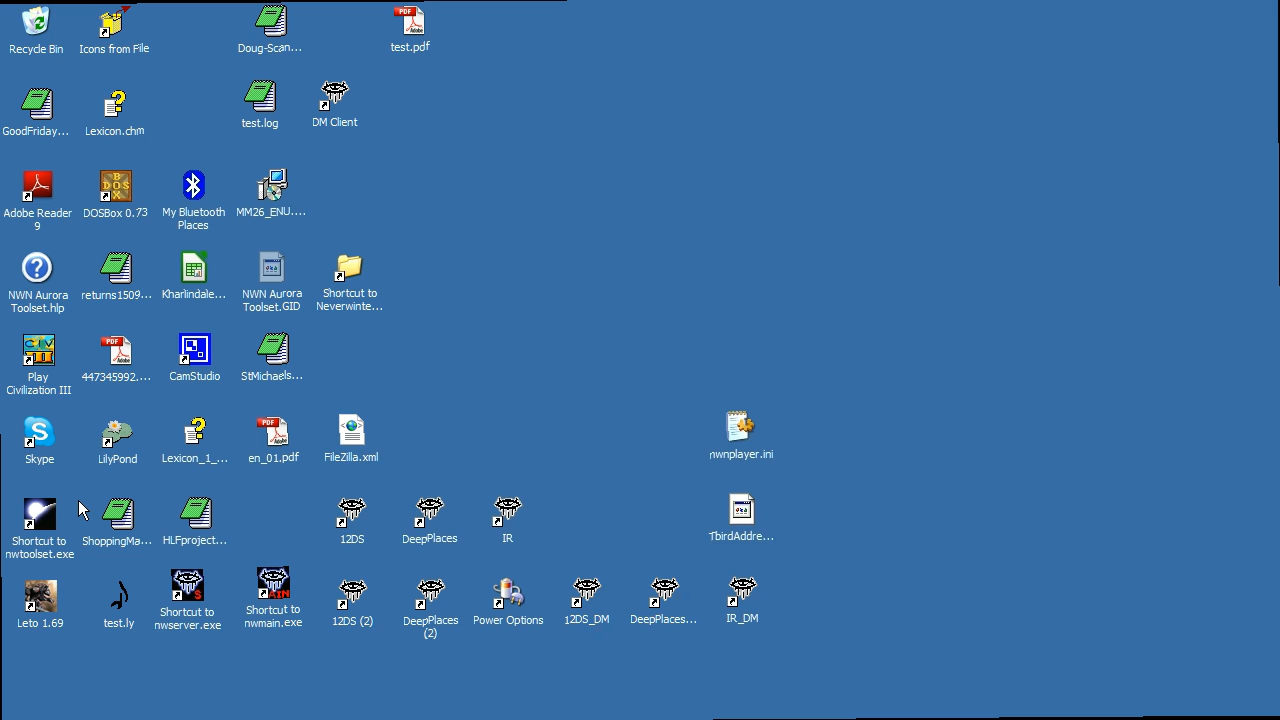 Recycle Bin
Icons from File
Doug-Scan...
test.pdf
GoodFriday...
Lexicon.chm
test.log
DM Client
Adobe Reader
9
DOSBox 0.73
My Bluetooth
Places
MM26_ENU....
NWN Aurora
Toolset.hlp
returns1509...
Kharlindale...
NWN Aurora
Toolset.GID
Shortcut to
Neverwinte...
Play
Civilization III
447345992....
CamStudio
StMichaels...
Skype
LilyPond
Lexicon_1_...
en_01.pdf
FileZilla.xml
nwnplayer.ini
Shortcut to
nwtoolset.exe
ShoppingMa...
HLFproject...
12DS
DeepPlaces
IR
TbirdAddre...
Leto 1.69
test.ly
Shortcut to
nwserver.exe
Shortcut to
nwmain.exe
12DS (2)
DeepPlaces
(2)
Power Options
12DS_DM
DeepPlaces...
IR_DM